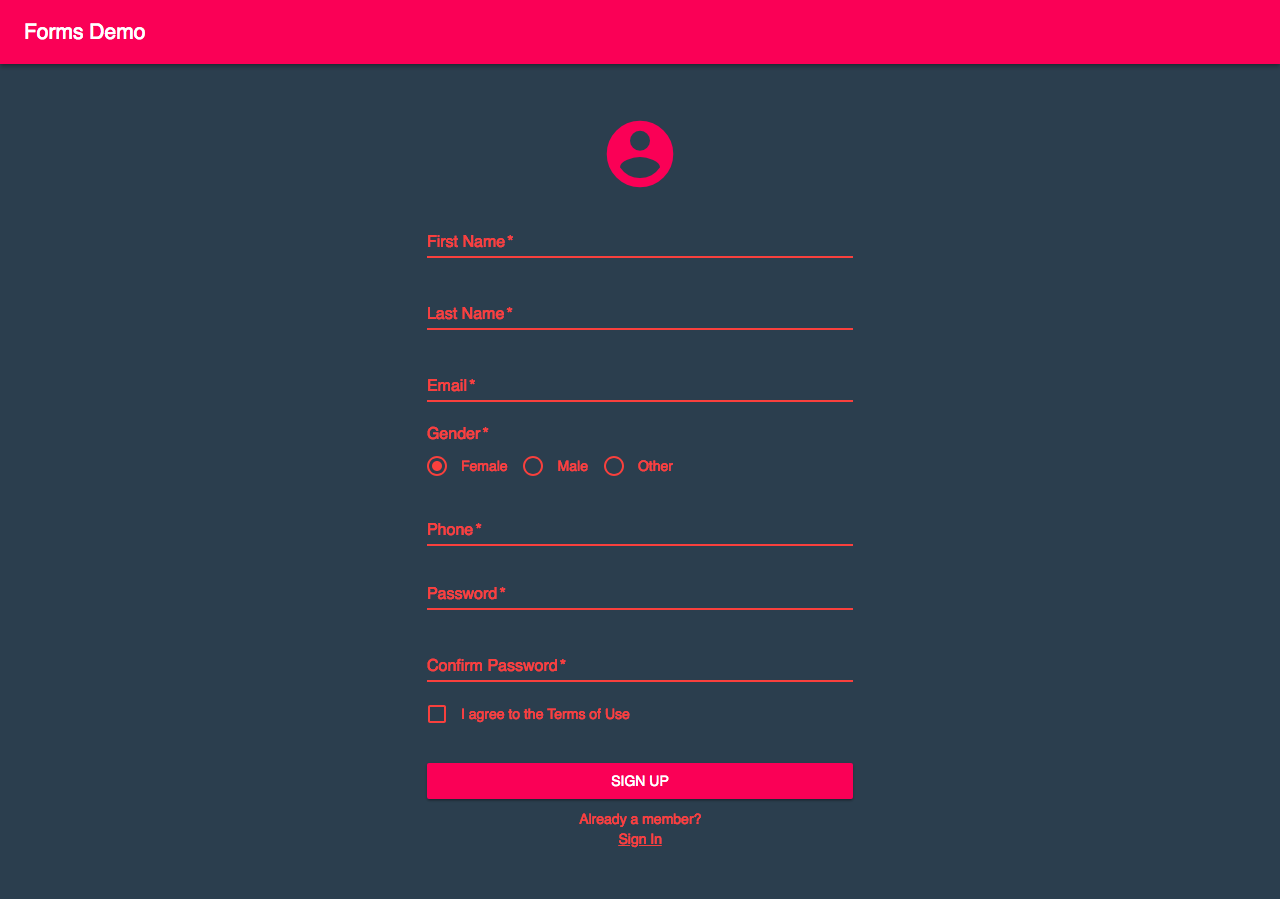 Forms Demo
First Name *
Last Name *
Email *
Gender *
Female Male Other
Phone *
Password *
Confirm Password *
I agree to the Terms of Use
SIGN UP
Already a member?
Sign In